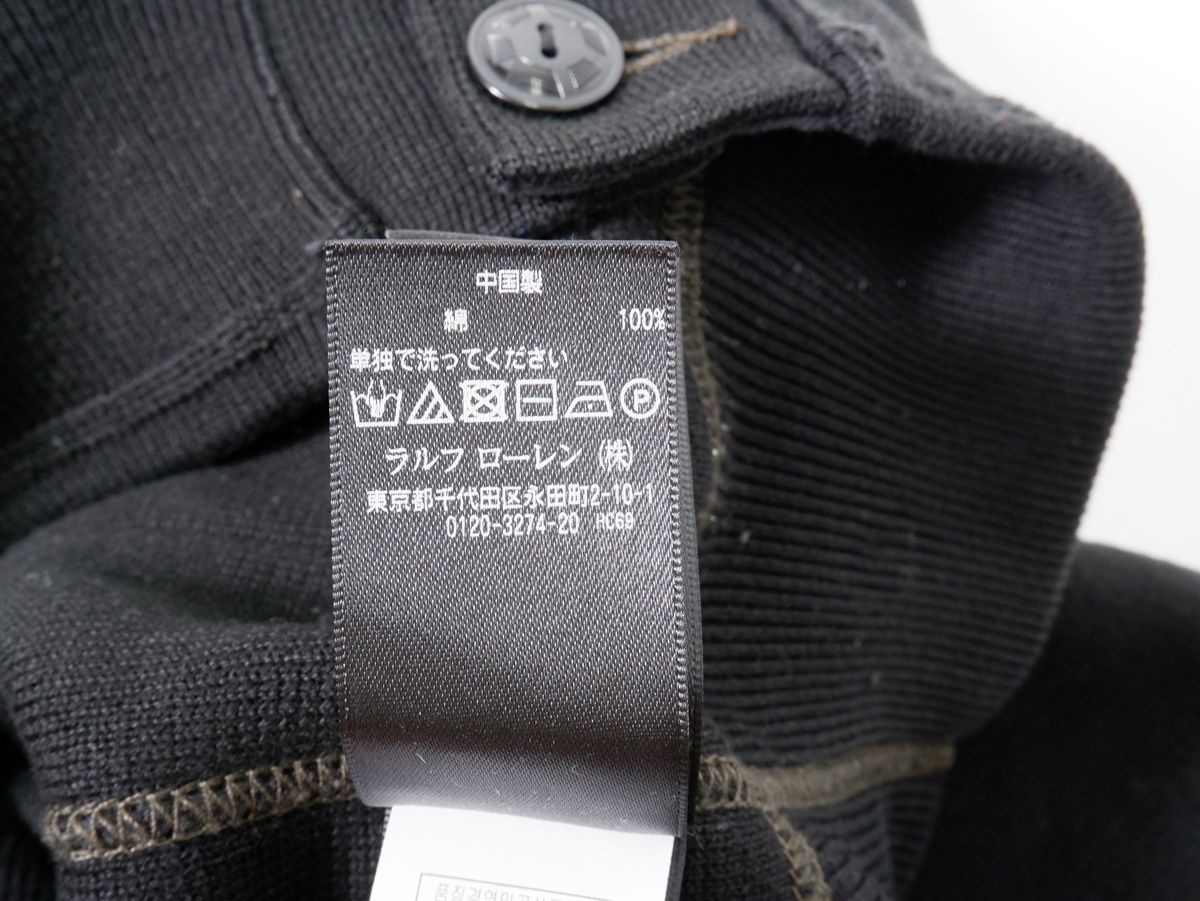 中国製
綿 100%
単独で洗ってください
P
ラルフ ローレン (株)
東京都千代田区永田町2-10-1
0120-3274-20 HC69